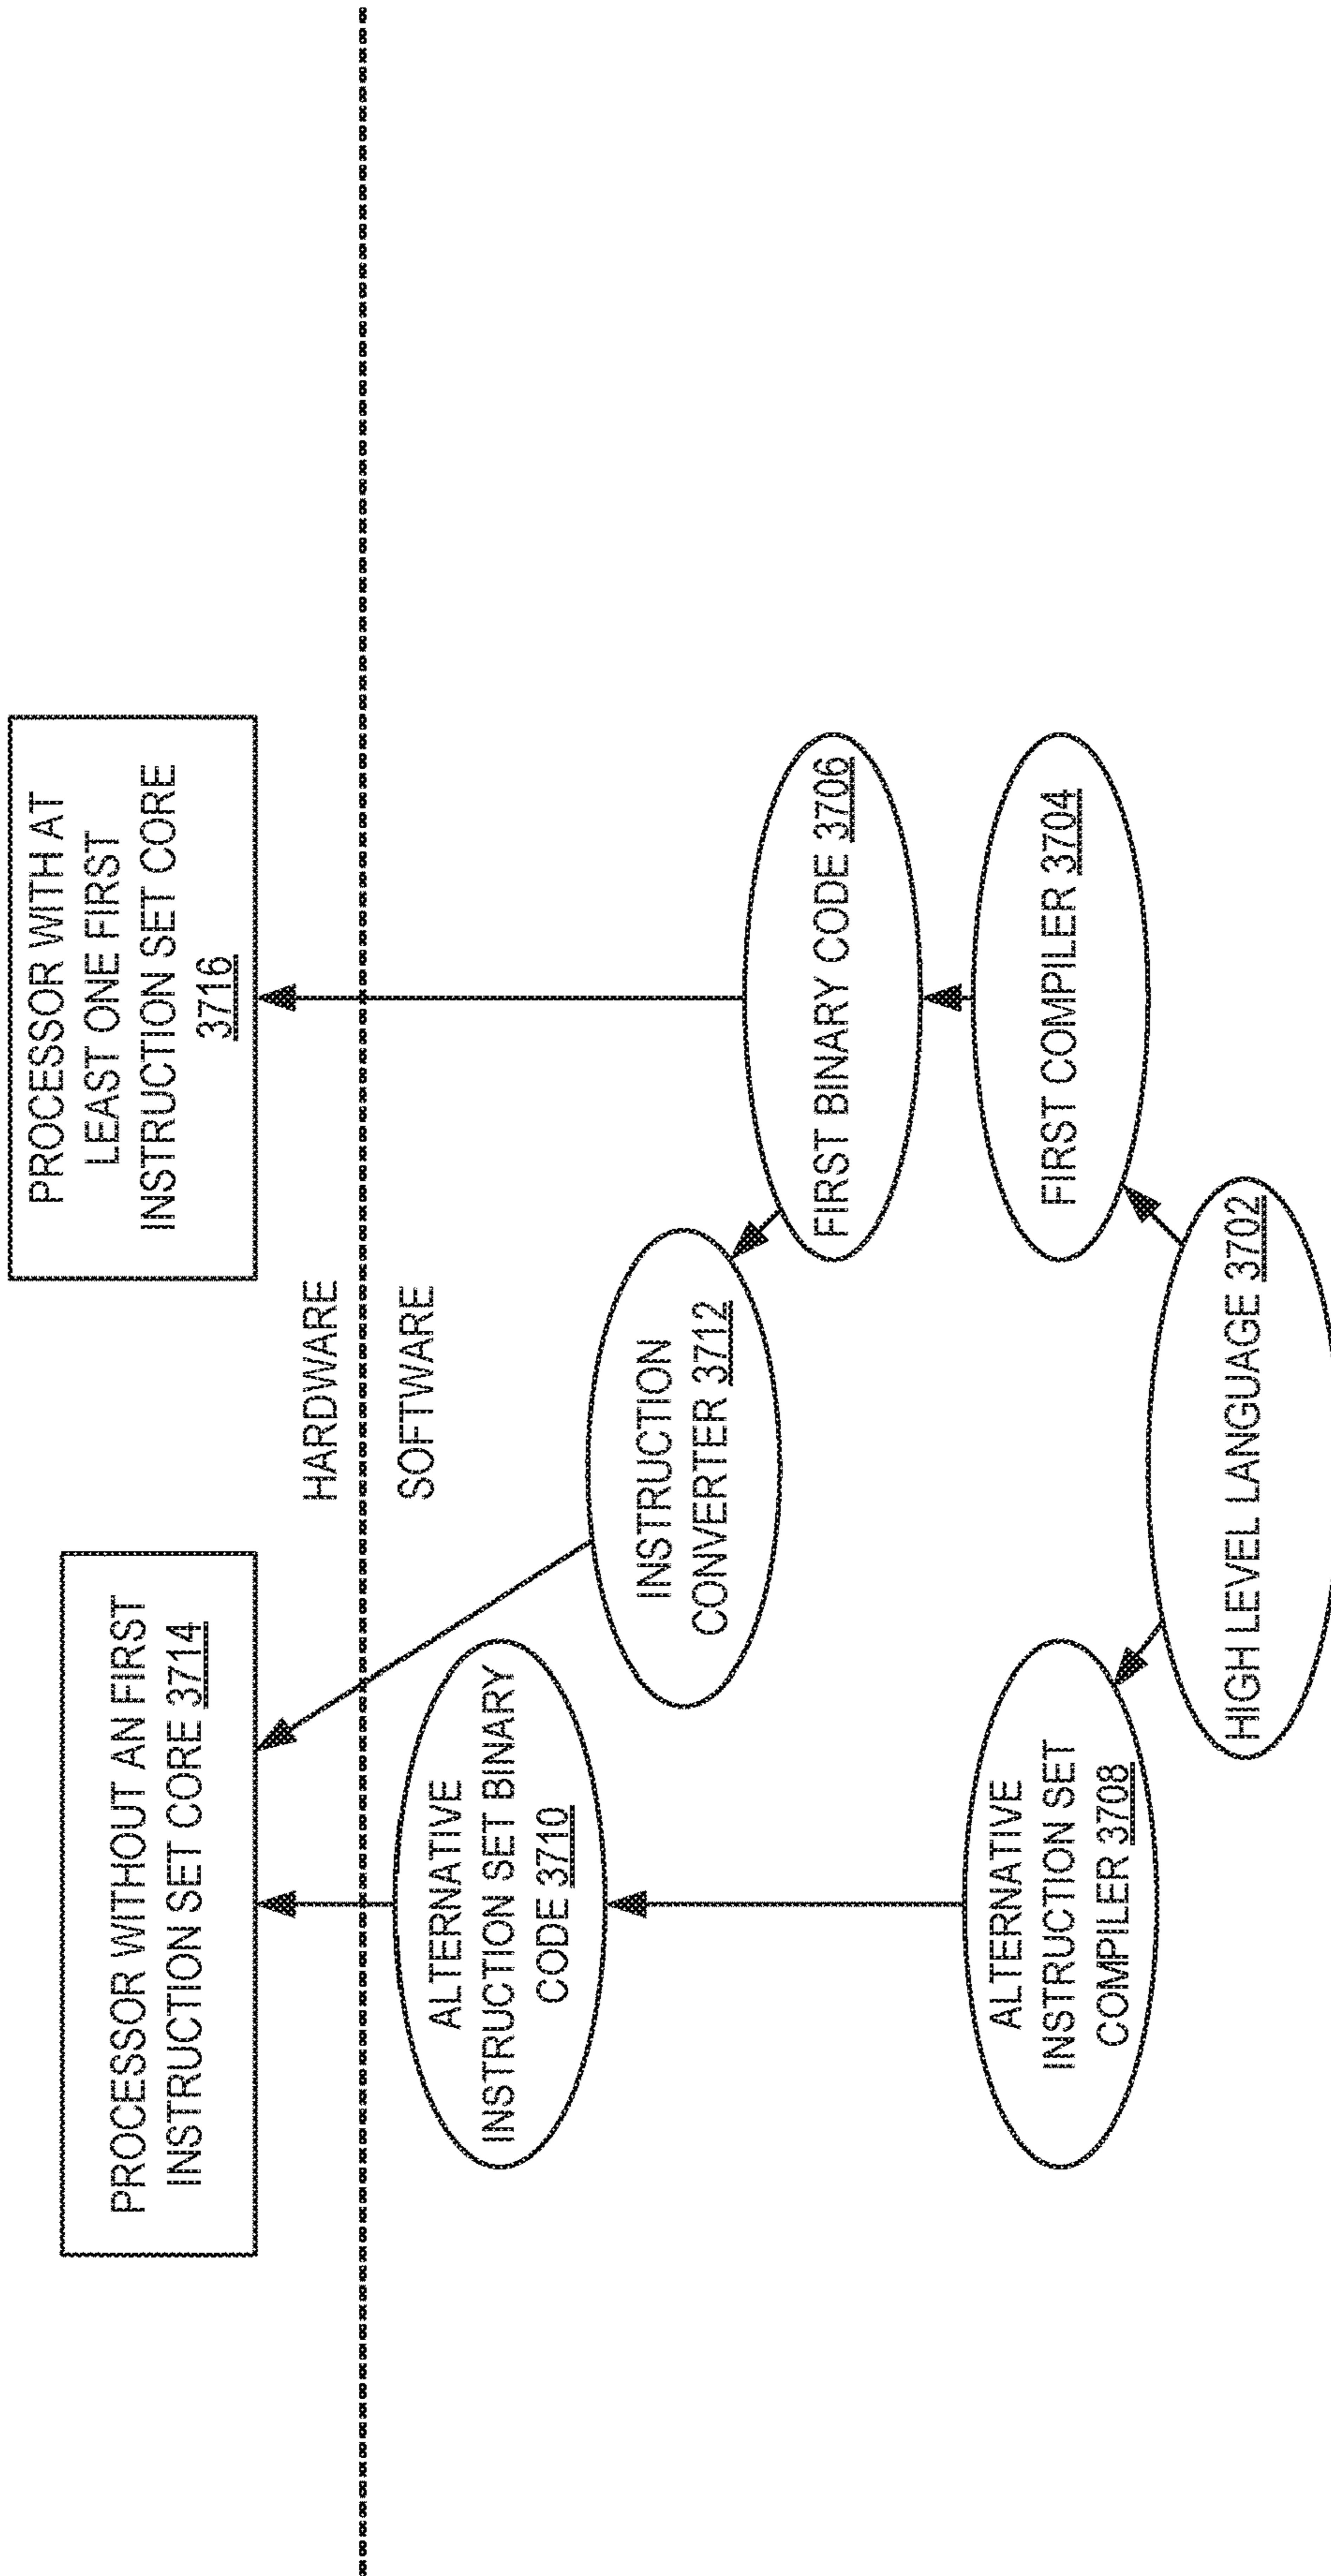 PROCESSOR WITHOUT AN FIRST
INSTRUCTION SET CORE 3714
PROCESSOR WITH AT
LEAST ONE FIRST
INSTRUCTION SET CORE
3716
HARDWARE
SOFTWARE
ALTERNATIVE
INSTRUCTION SET BINARY
CODE 3710
INSTRUCTION
CONVERTER 3712
FIRST BINARY CODE 3706
ALTERNATIVE
INSTRUCTION SET
COMPILER 3708
FIRST COMPILER 3704
HIGH LEVEL LANGUAGE 3702